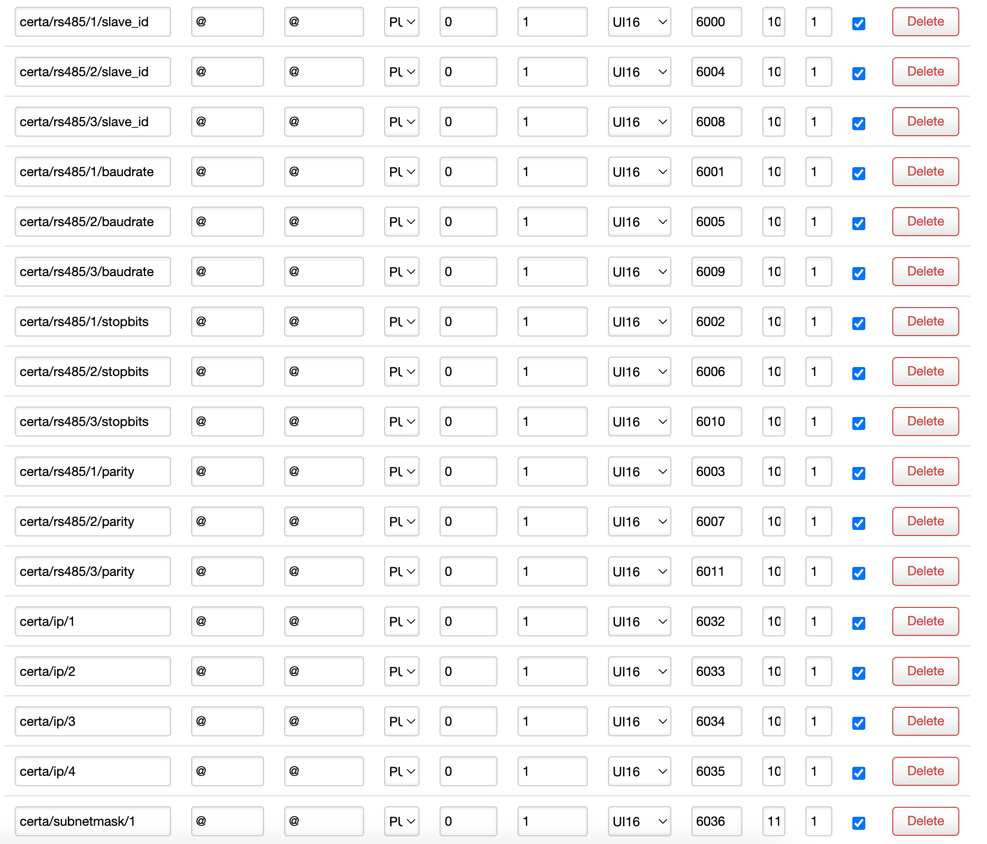 certa/rs485/1/slave_id @ @ PU 0 1 UI16 6000 10 1 Delete
certa/rs485/2/slave_id @ @ PU 0 1 UI16 6004 10 1 Delete
certa/rs485/3/slave_id @ @ PU 0 1 UI16 6008 10 1 Delete
certa/rs485/1/baudrate @ @ PU 0 1 UI16 6001 10 1 Delete
certa/rs485/2/baudrate @ @ PU 0 1 UI16 6005 10 1 Delete
certa/rs485/3/baudrate @ @ PU 0 1 UI16 6009 10 1 Delete
certa/rs485/1/stopbits @ @ PU 0 1 UI16 6002 10 1 Delete
certa/rs485/2/stopbits @ @ PU 0 1 UI16 6006 10 1 Delete
certa/rs485/3/stopbits @ @ PU 0 1 UI16 6010 10 1 Delete
certa/rs485/1/parity @ @ PU 0 1 UI16 6003 10 1 Delete
certa/rs485/2/parity @ @ PU 0 1 UI16 6007 10 1 Delete
certa/rs485/3/parity @ @ PU 0 1 UI16 6011 10 1 Delete
certa/ip/1 @ @ PU 0 1 UI16 6032 10 1 Delete
certa/ip/2 @ @ PU 0 1 UI16 6033 10 1 Delete
certa/ip/3 @ @ PU 0 1 UI16 6034 10 1 Delete
certa/ip/4 @ @ PU 0 1 UI16 6035 10 1 Delete
certa/subnetmask/1 @ @ PU 0 1 UI16 6036 11 1 Delete